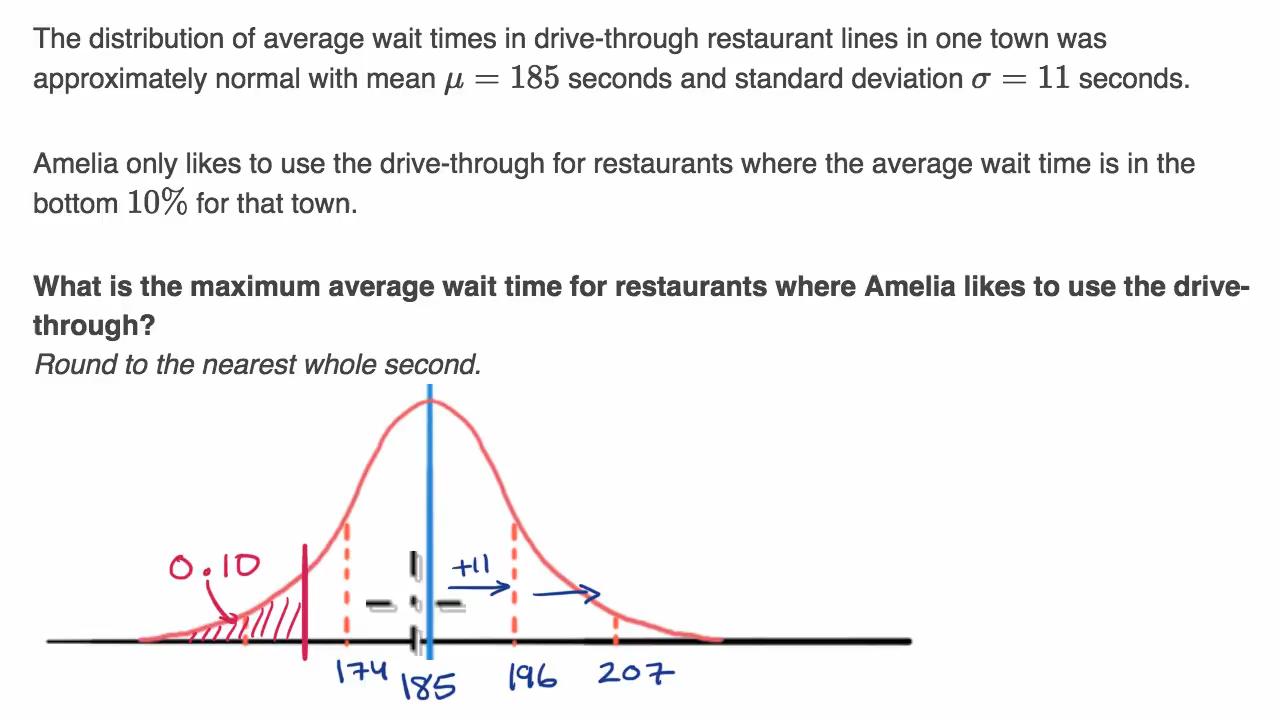 The distribution of average wait times in drive-through restaurant lines in one town was
approximately normal with mean μ = 185 seconds and standard deviation σ = 11 seconds.
Amelia only likes to use the drive-through for restaurants where the average wait time is in the
bottom 10% for that town.
What is the maximum average wait time for restaurants where Amelia likes to use the drive-
through?
Round to the nearest whole second.
0.10
+11
174 185 196 207